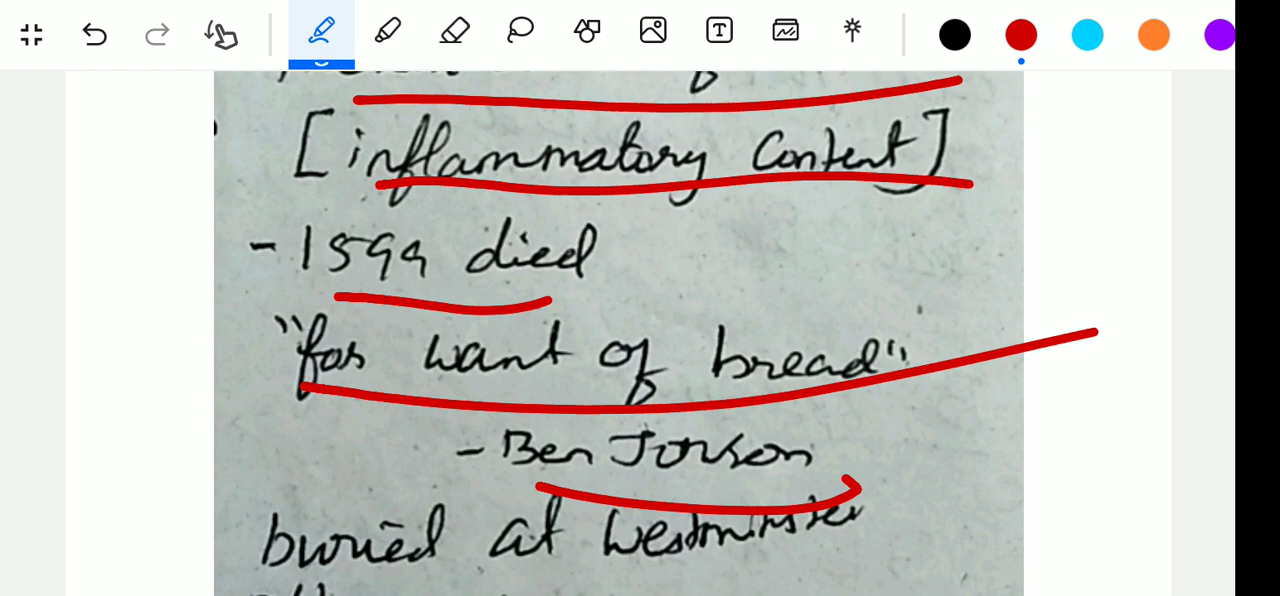 [inflammatory Content]
- 1599 died
"for want of bread"
- Ben Jonson
buried at Westminster